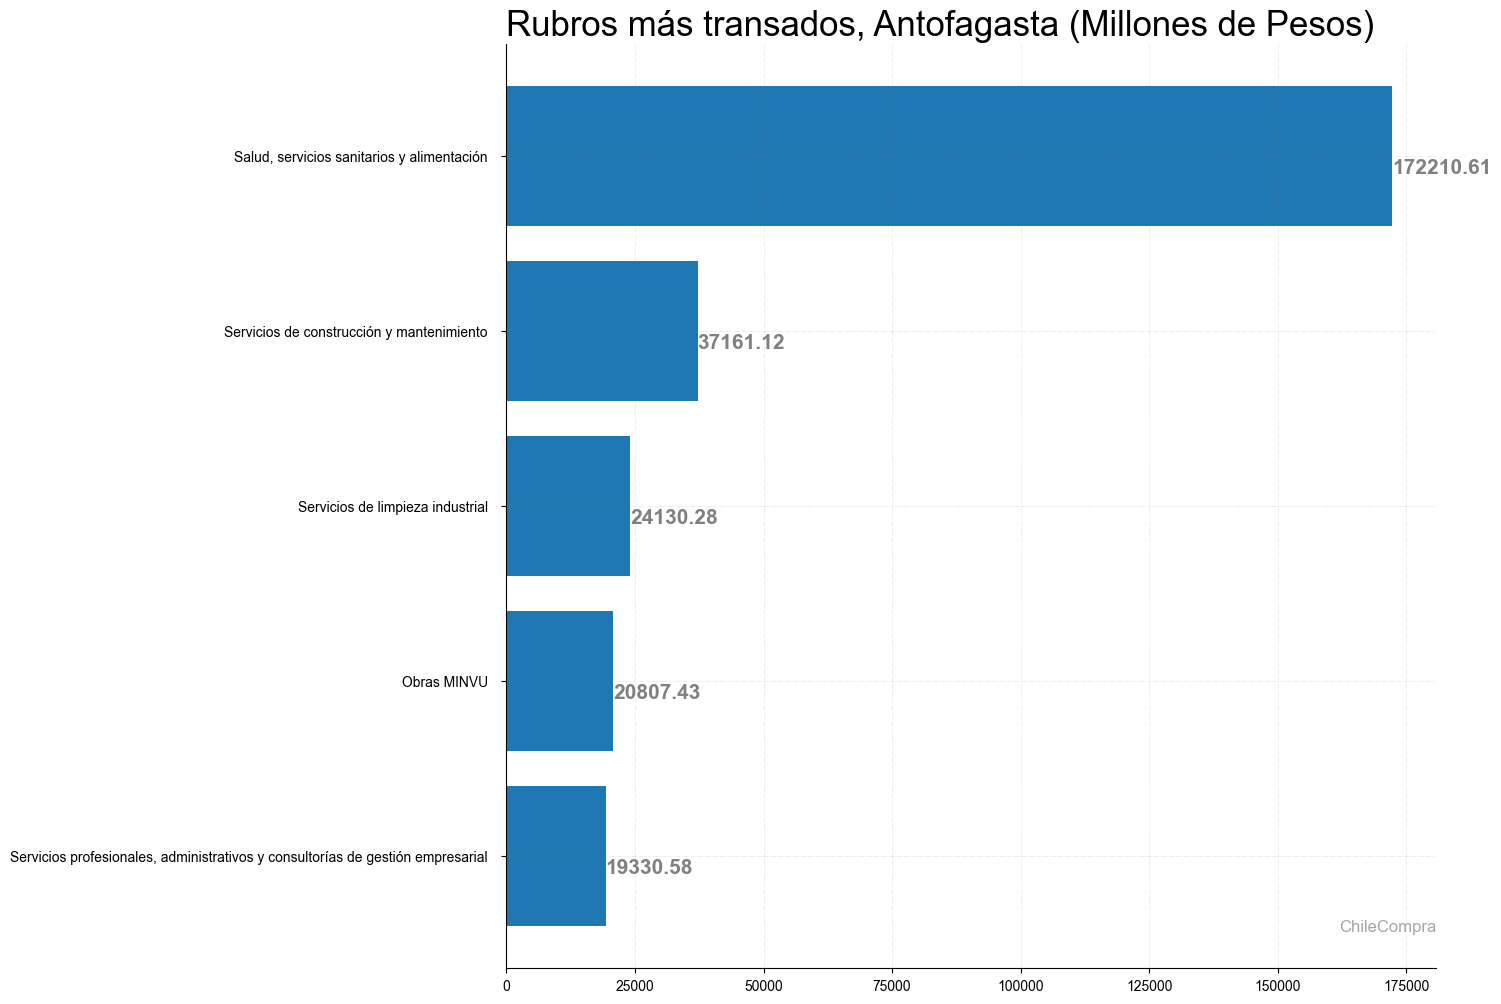 Rubros más transados, Antofagasta (Millones de Pesos)
Salud, servicios sanitarios y alimentación
172210.61
Servicios de construcción y mantenimiento
37161.12
Servicios de limpieza industrial
24130.28
Obras MINVU
20807.43
Servicios profesionales, administrativos y consultorías de gestión empresarial
19330.58
ChileCompra
0 25000 50000 75000 100000 125000 150000 175000